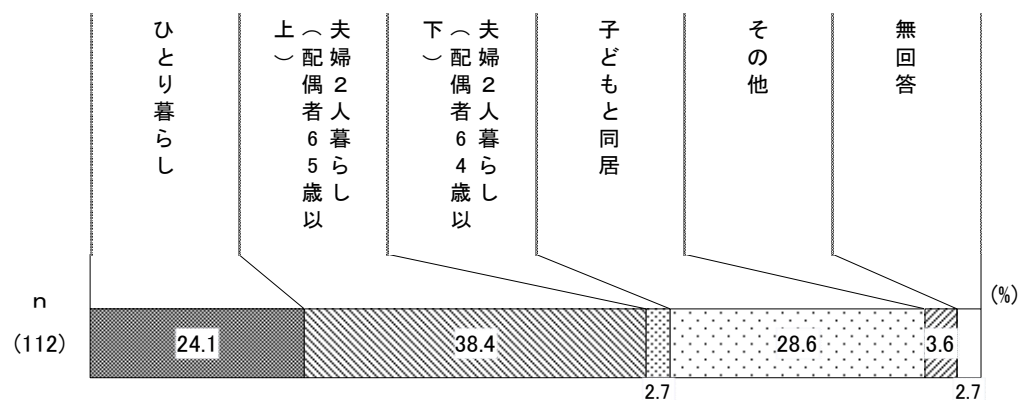 ひとり暮らし
夫婦２人暮らし
（配偶者６５歳以
上）
夫婦２人暮らし
（配偶者６４歳以
下）
子どもと同居
その他
無回答
(%)
ｎ
(112)
24.1
38.4
2.7
28.6
3.6
2.7